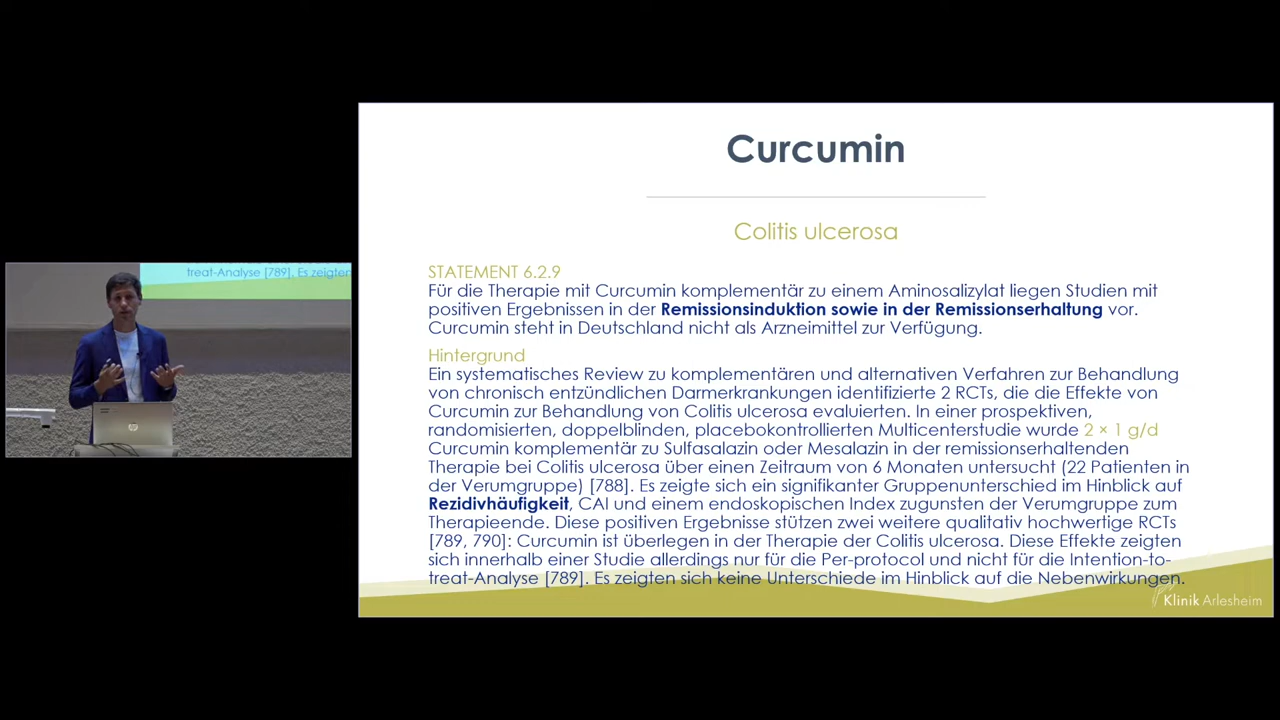 Curcumin
Colitis ulcerosa
STATEMENT 6.2.9
Für die Therapie mit Curcumin komplementär zu einem Aminosalizylat liegen Studien mit
positiven Ergebnissen in der Remissionsinduktion sowie in der Remissionserhaltung vor.
Curcumin steht in Deutschland nicht als Arzneimittel zur Verfügung.
Hintergrund
Ein systematisches Review zu komplementären und alternativen Verfahren zur Behandlung
von chronisch entzündlichen Darmerkrankungen identifizierte 2 RCTs, die die Effekte von
Curcumin zur Behandlung von Colitis ulcerosa evaluierten. In einer prospektiven,
randomisierten, doppelblinden, placebokontrollierten Multicenterstudie wurde 2 × 1 g/d
Curcumin komplementär zu Sulfasalazin oder Mesalazin in der remissionserhaltenden
Therapie bei Colitis ulcerosa über einen Zeitraum von 6 Monaten untersucht (22 Patienten in
der Verumgruppe) [788]. Es zeigte sich ein signifikanter Gruppenunterschied im Hinblick auf
Rezidivhäufigkeit, CAI und einem endoskopischen Index zugunsten der Verumgruppe zum
Therapieende. Diese positiven Ergebnisse stützen zwei weitere qualitativ hochwertige RCTs
[789, 790]: Curcumin ist überlegen in der Therapie der Colitis ulcerosa. Diese Effekte zeigten
sich innerhalb einer Studie allerdings nur für die Per-protocol und nicht für die Intention-to-
treat-Analyse [789]. Es zeigten sich keine Unterschiede im Hinblick auf die Nebenwirkungen.
Klinik Arlesheim
treat-Analyse [789]. Es zeigten
hp